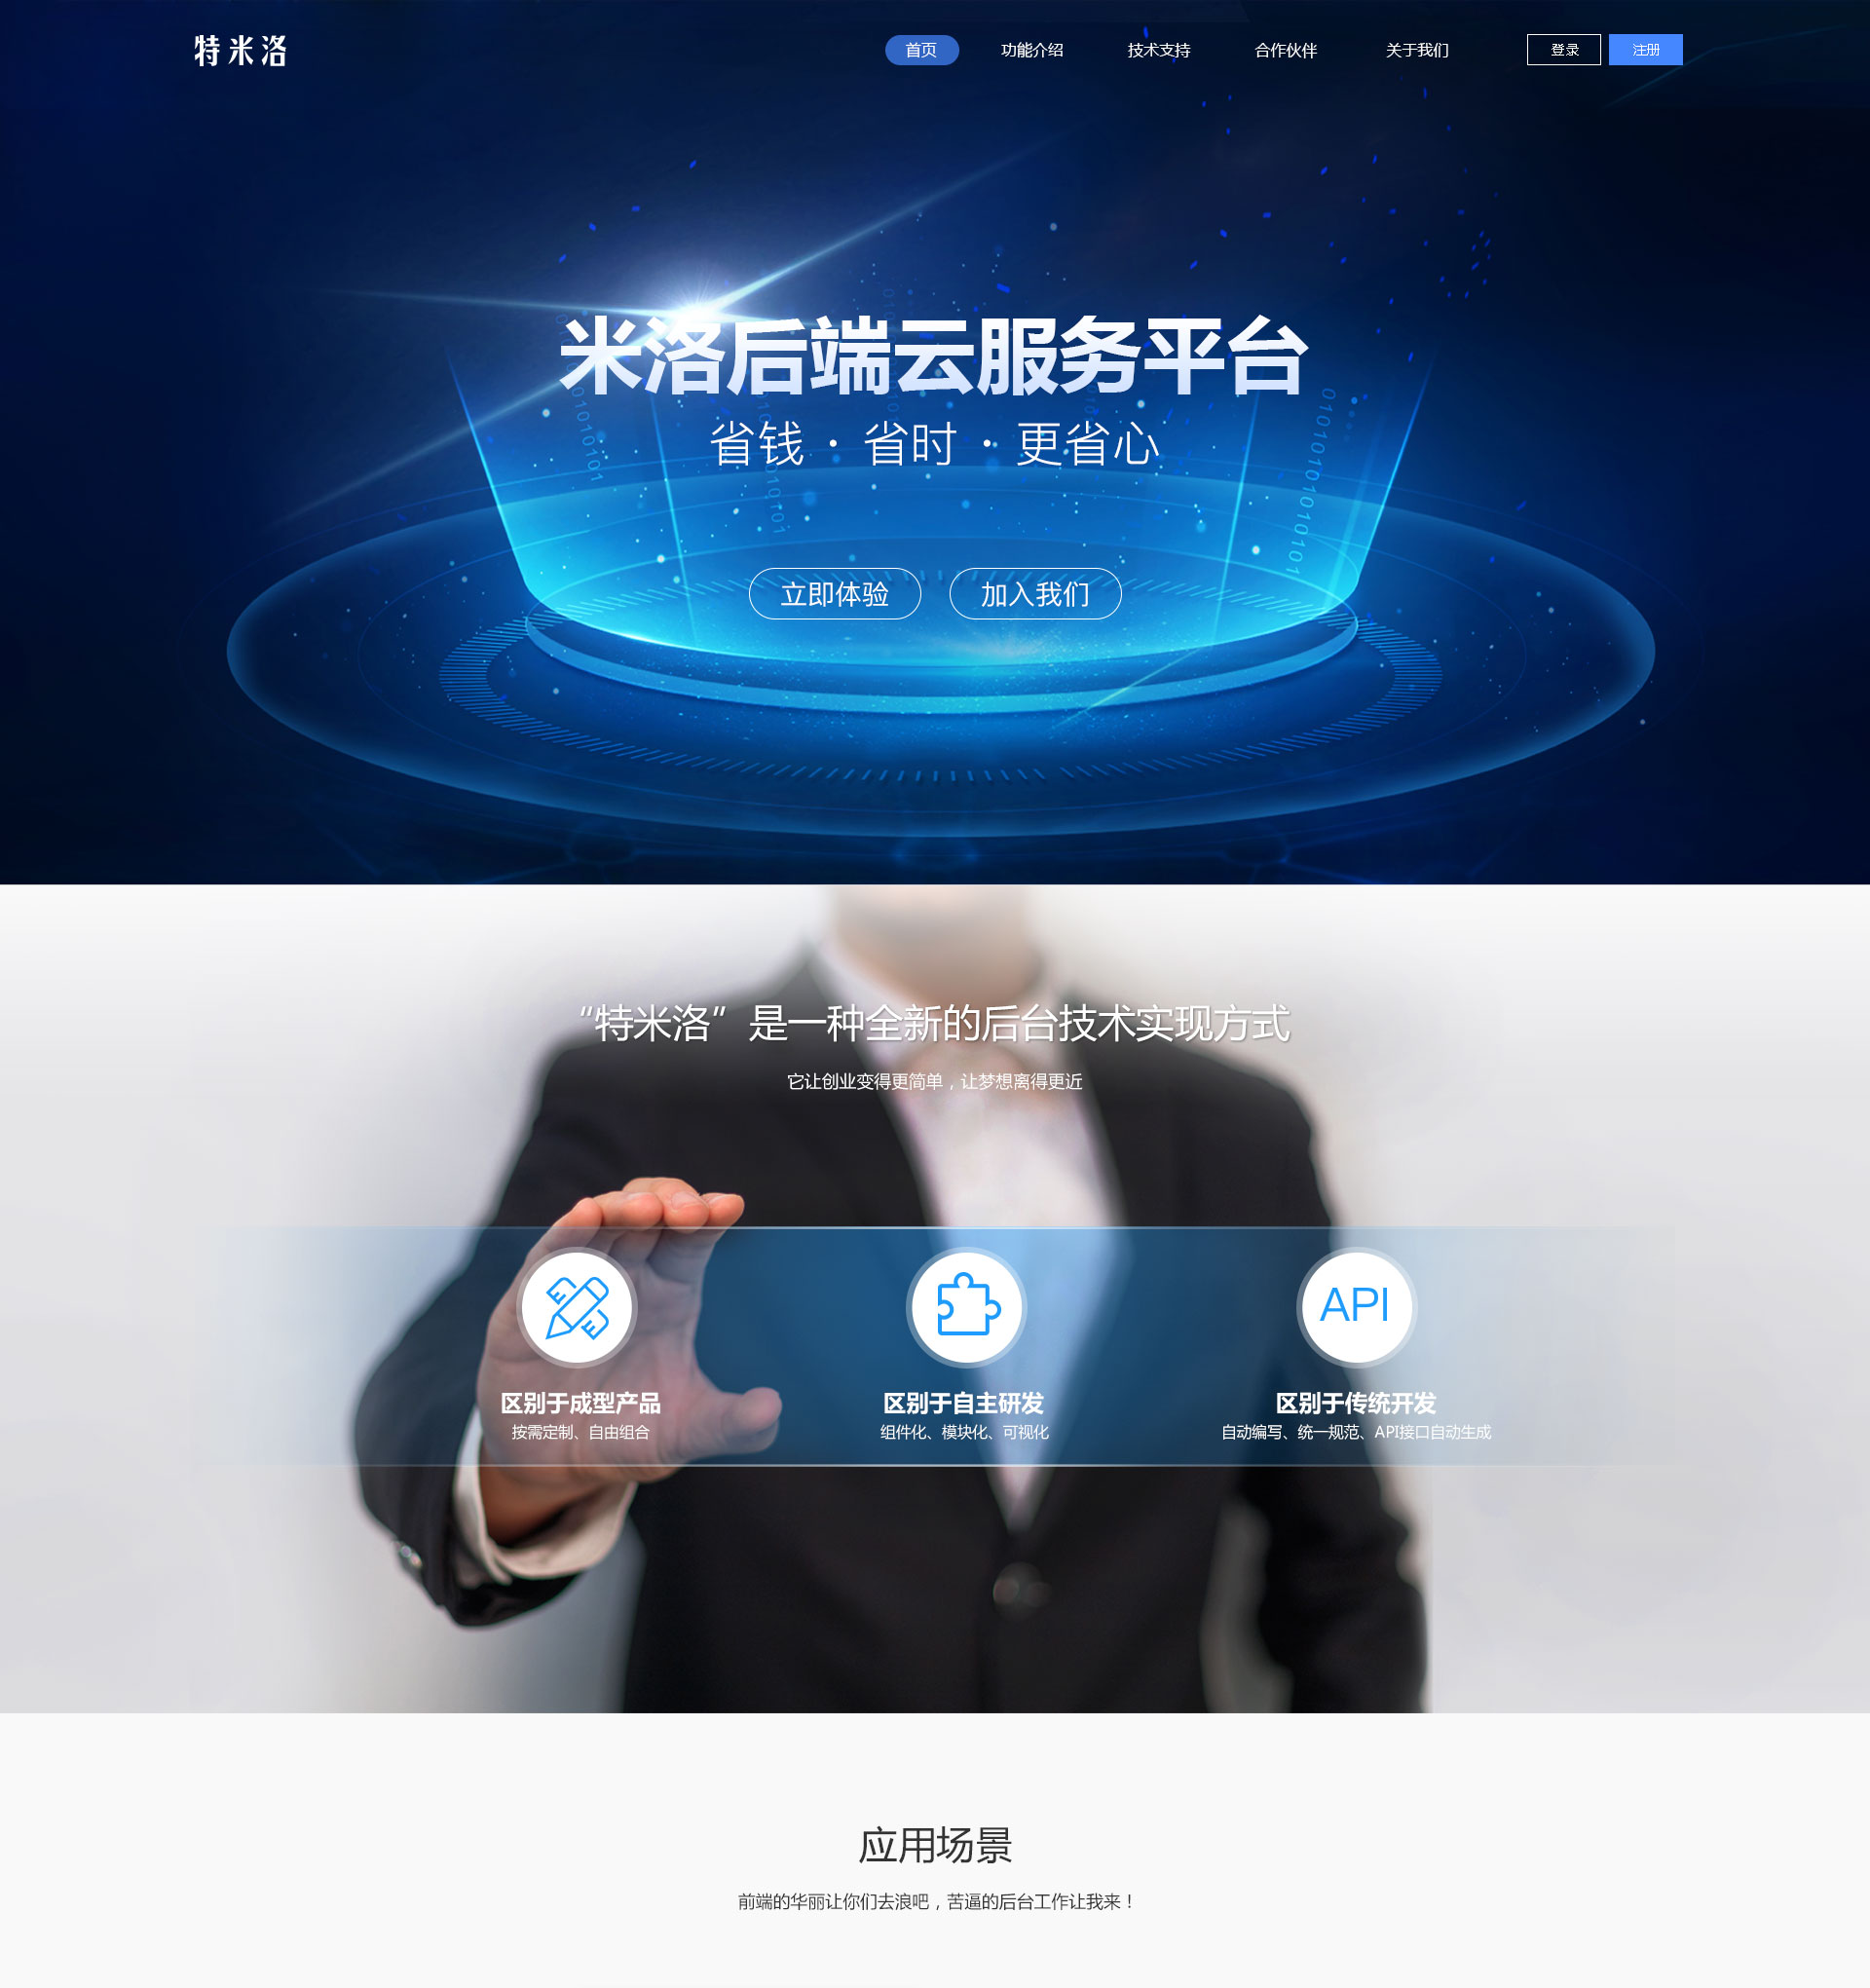 特米洛
首页 功能介绍 技术支持 合作伙伴 关于我们 登录 注册
米洛后端云服务平台
省钱 · 省时 · 更省心
立即体验 加入我们
“特米洛”是一种全新的后台技术实现方式
它让创业变得更简单，让梦想离得更近
API
区别于成型产品 区别于自主研发 区别于传统开发
按需定制、自由组合 组件化、模块化、可视化 自动编写、统一规范、API接口自动生成
应用场景
前端的华丽让你们去浪吧，苦逼的后台工作让我来！